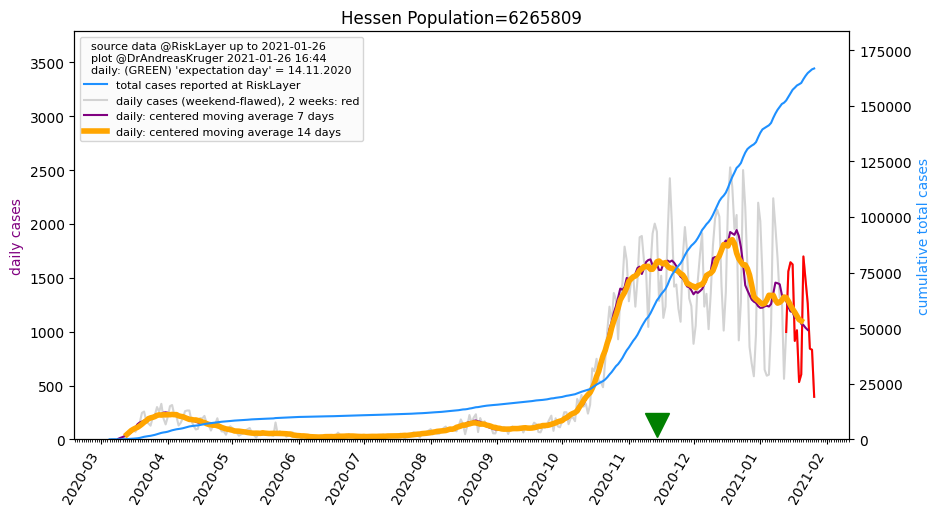 Hessen Population=6265809
source data @RiskLayer up to 2021-01-26
plot @DrAndreasKruger 2021-01-26 16:44
daily: (GREEN) 'expectation day' = 14.11.2020
total cases reported at RiskLayer
daily cases (weekend-flawed), 2 weeks: red
daily: centered moving average 7 days
daily: centered moving average 14 days
daily cases
3500
3000
2500
2000
1500
1000
500
0
175000
150000
125000
100000
75000
50000
25000
0
cumulative total cases
2020-03
2020-04
2020-05
2020-06
2020-07
2020-08
2020-09
2020-10
2020-11
2020-12
2021-01
2021-02